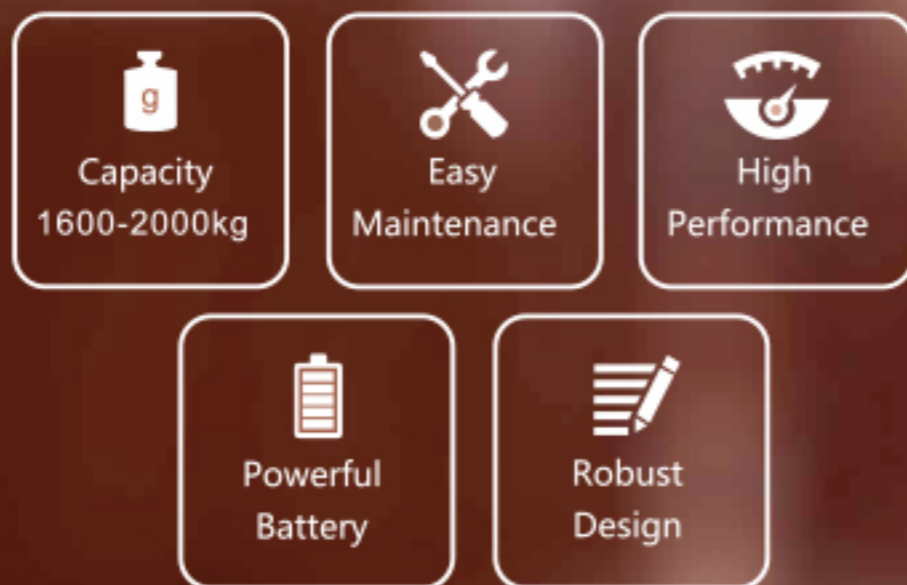 g
Capacity
1600-2000kg
Easy
Maintenance
High
Performance
Powerful
Battery
Robust
Design